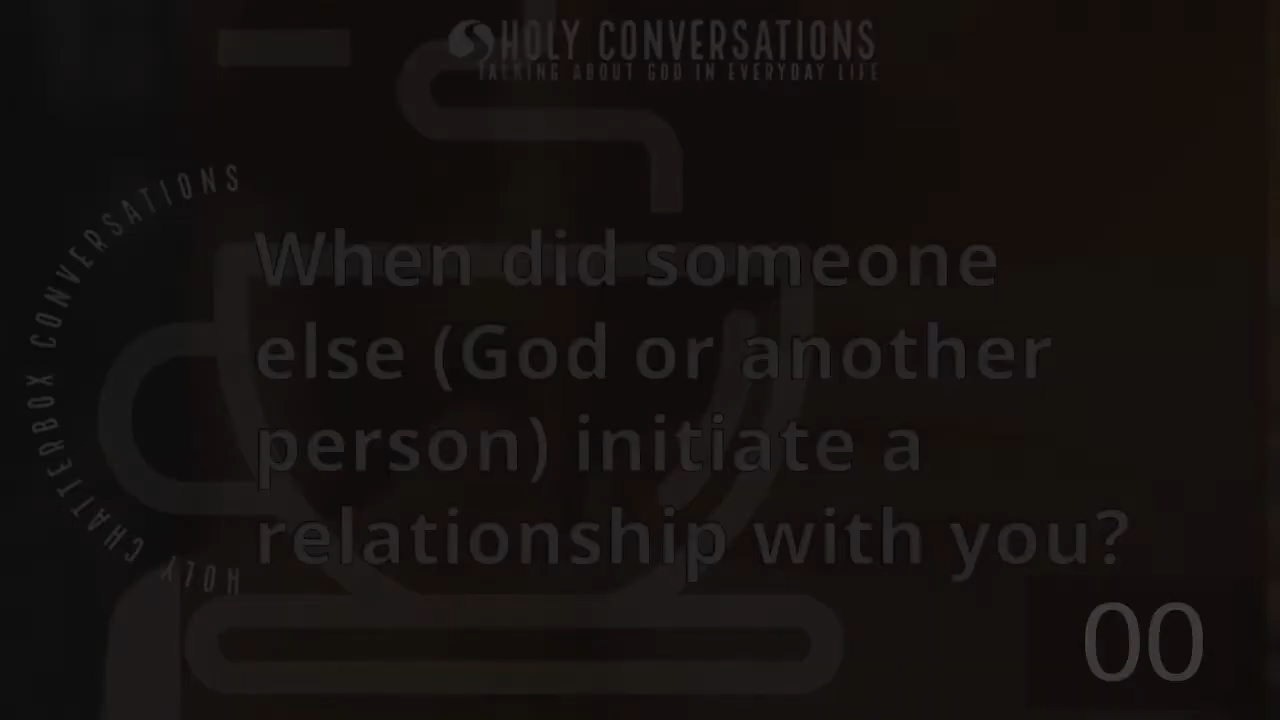 HOLY CONVERSATIONS
TALKING ABOUT GOD IN EVERYDAY LIFE
HOLY CHATTERBOX CONVERSATIONS
When did someone
else (God or another
person) initiate a
relationship with you?
00